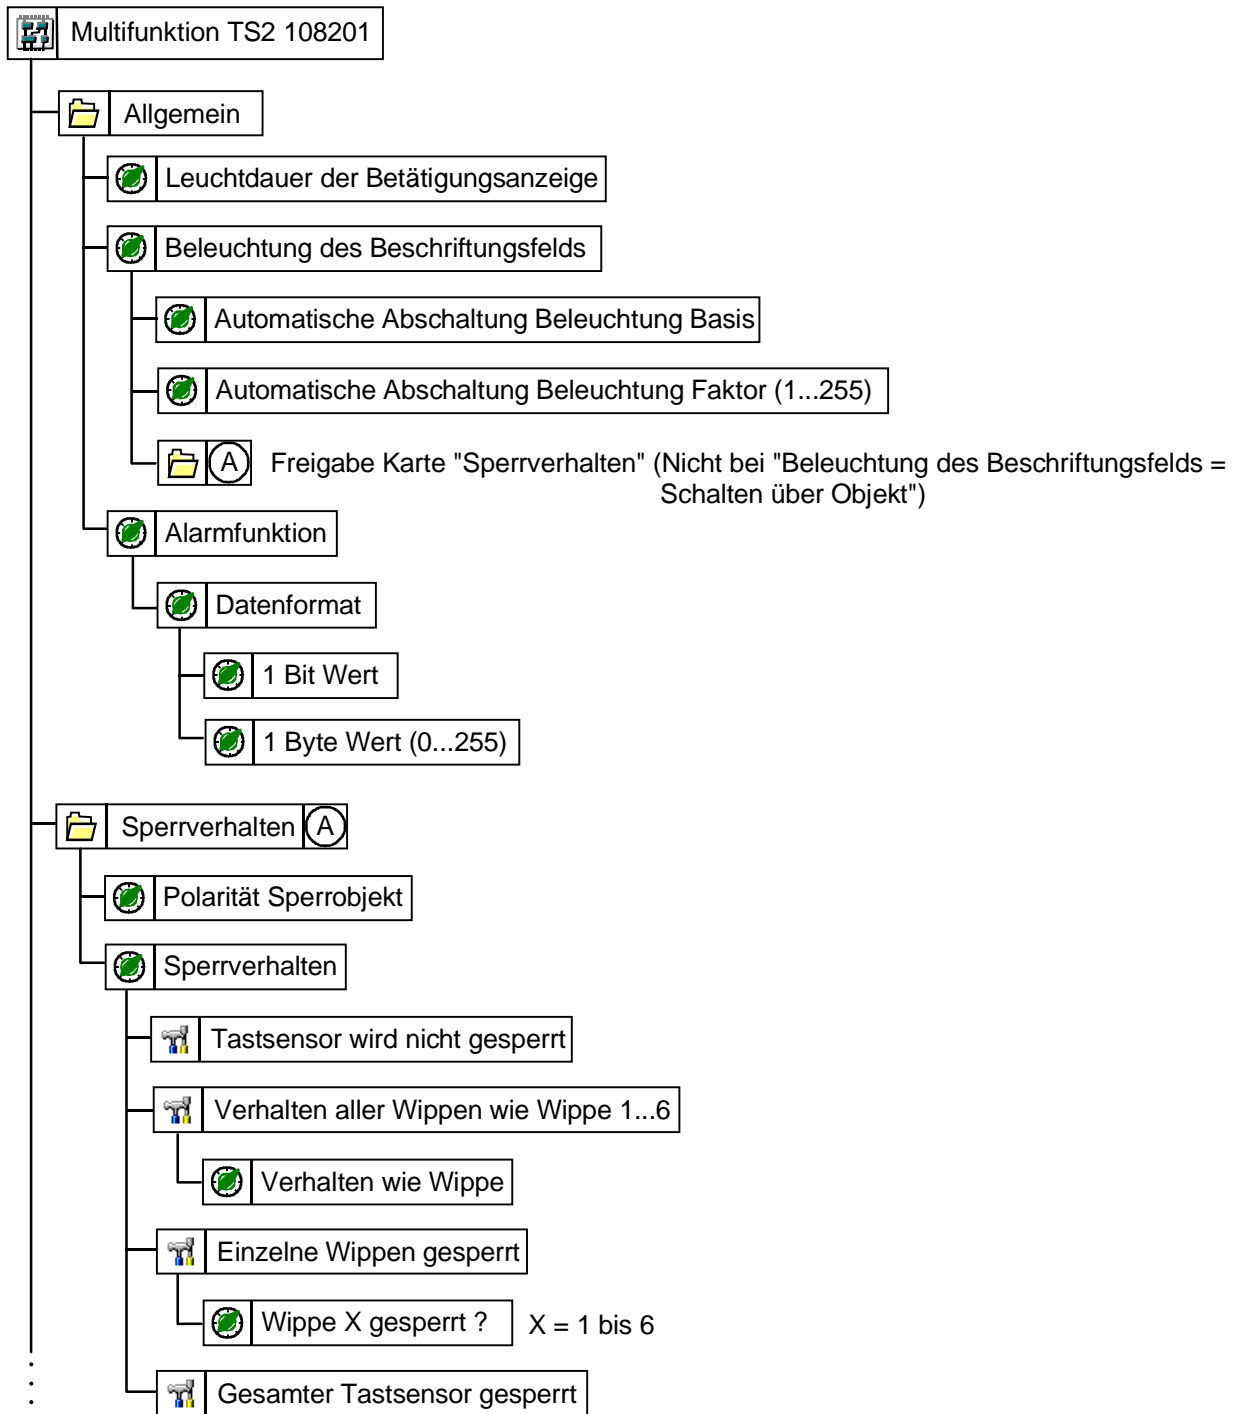 Multifunktion TS2 108201
Allgemein
Leuchtdauer der Betätigungsanzeige
Beleuchtung des Beschriftungsfelds
Automatische Abschaltung Beleuchtung Basis
Automatische Abschaltung Beleuchtung Faktor (1...255)
A Freigabe Karte "Sperrverhalten" (Nicht bei "Beleuchtung des Beschriftungsfelds =
Schalten über Objekt")
Alarmfunktion
Datenformat
1 Bit Wert
1 Byte Wert (0...255)
Sperrverhalten A
Polarität Sperrobjekt
Sperrverhalten
Tastsensor wird nicht gesperrt
Verhalten aller Wippen wie Wippe 1...6
Verhalten wie Wippe
Einzelne Wippen gesperrt
Wippe X gesperrt ? X = 1 bis 6
Gesamter Tastsensor gesperrt